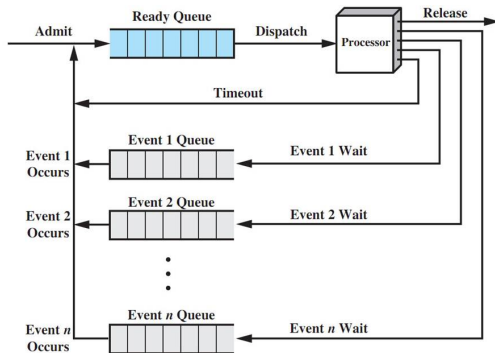 Ready Queue
Release
Admit
Dispatch
Processor
Timeout
Event 1 Queue
Event 1 Wait
Event 1
Occurs
Event 2 Queue
Event 2 Wait
Event 2
Occurs
Event n Queue
Event n Wait
Event n
Occurs